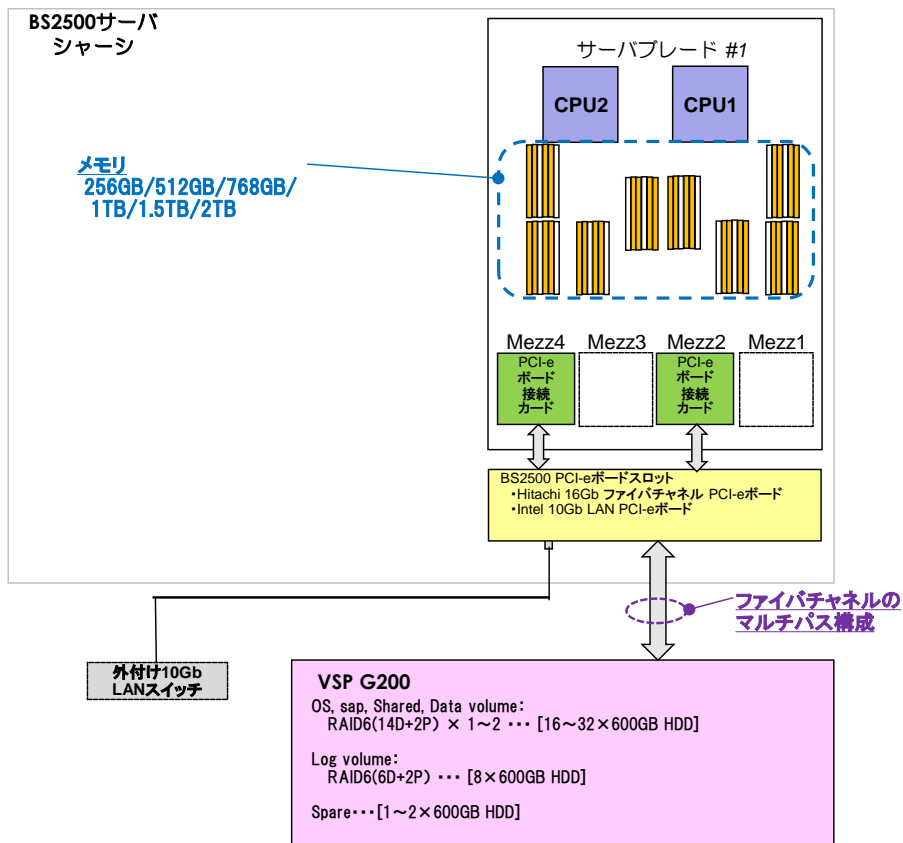 BS2500サーバ
シャーシ
サーバブレード #1
CPU2
CPU1
メモリ
256GB/512GB/768GB/
1TB/1.5TB/2TB
Mezz4
Mezz3
Mezz2
Mezz1
PCI-e
ボード
接続
カード
PCI-e
ボード
接続
カード
BS2500 PCI-eボードスロット
・Hitachi 16Gb ファイバチャネル PCI-eボード
・Intel 10Gb LAN PCI-eボード
ファイバチャネルの
マルチパス構成
外付け10Gb
LANスイッチ
VSP G200
OS, sap, Shared, Data volume:
RAID6(14D+2P) × 1～2 ・・・ [16～32×600GB HDD]
Log volume:
RAID6(6D+2P) ・・・ [8×600GB HDD]
Spare・・・[1～2×600GB HDD]